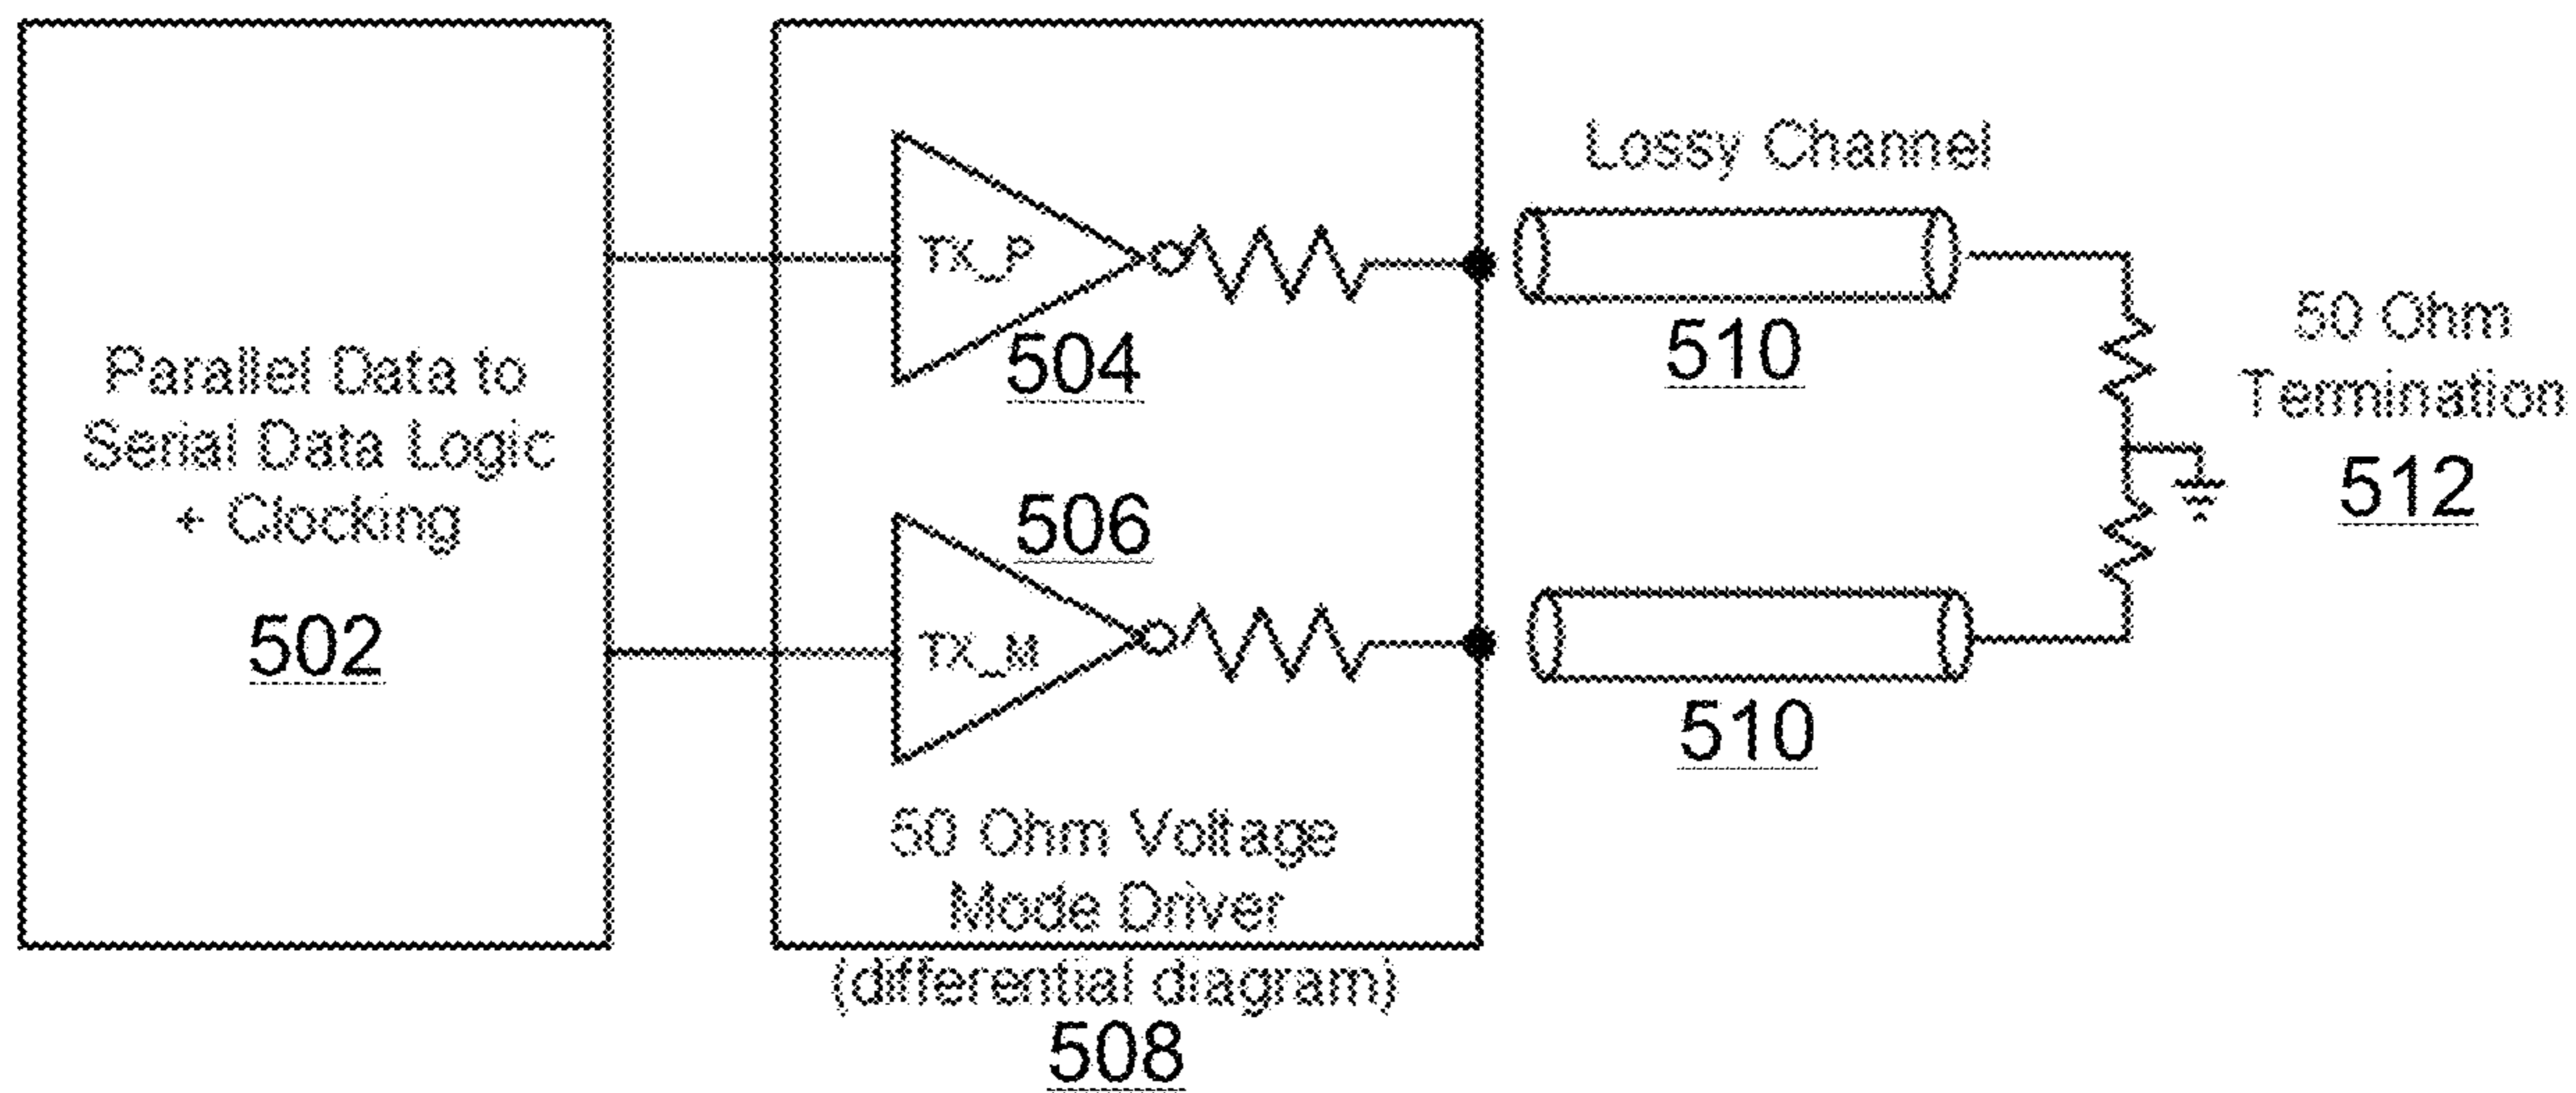 Parallel Data to
Serial Data Logic
+ Clocking
502
TX_P
504
506
TX_M
50 Ohm Voltage
Mode Driver
(differential diagram)
508
Lossy Channel
510
510
50 Ohm
Termination
512